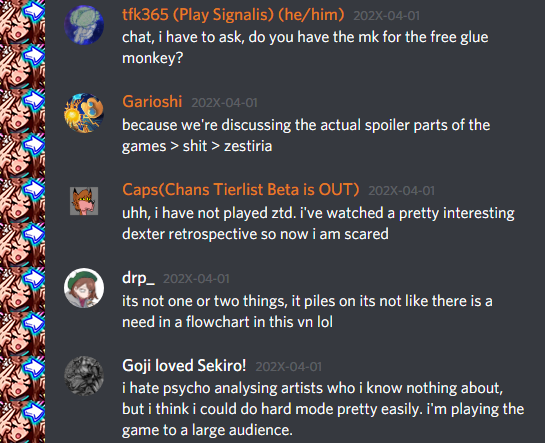 tfk365 (Play Signalis) (he/him) 202X-04-01
chat, i have to ask, do you have the mk for the free glue
monkey?
Garioshi 202X-04-01
because we're discussing the actual spoiler parts of the
games > shit > zestiria
Caps(Chans Tierlist Beta is OUT) 202X-04-01
uhh, i have not played ztd. i've watched a pretty interesting
dexter retrospective so now i am scared
drp_ 202X-04-01
its not one or two things, it piles on its not like there is a
need in a flowchart in this vn lol
Goji loved Sekiro! 202X-04-01
i hate psycho analysing artists who i know nothing about,
but i think i could do hard mode pretty easily. i'm playing the
game to a large audience.